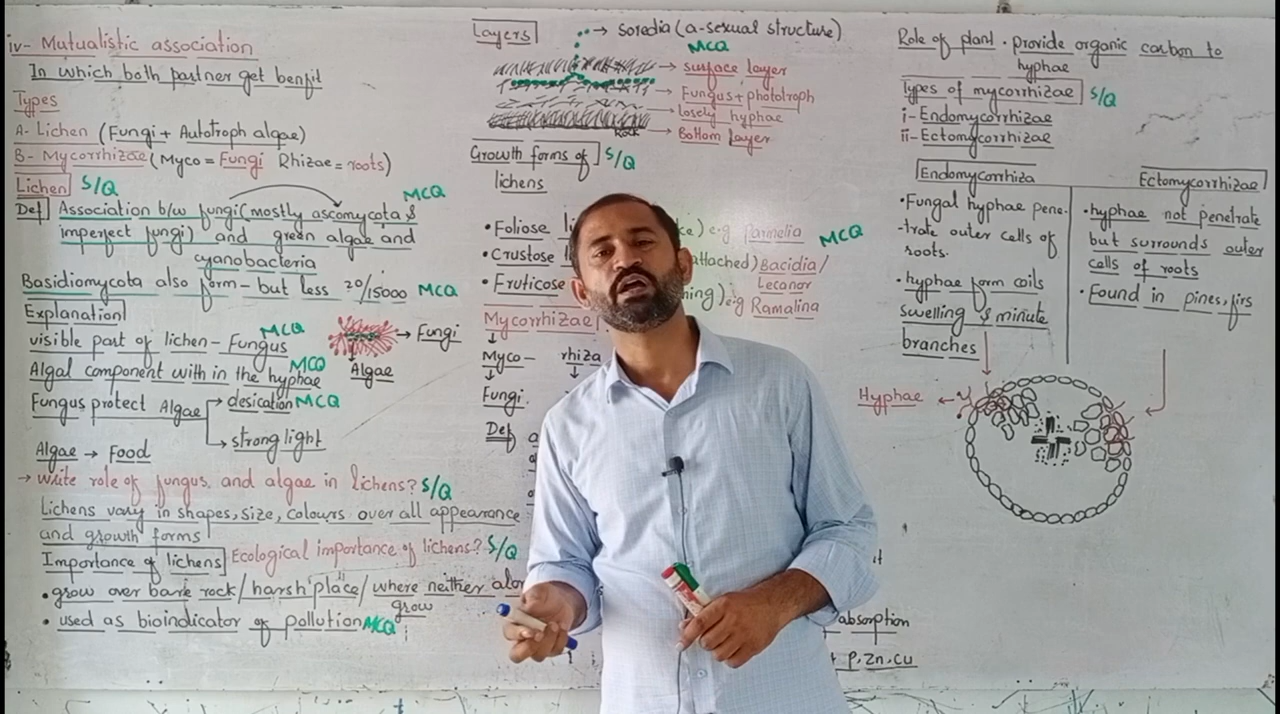 iv- Mutualistic association
In which both partner get benfit
Types
A- Lichen (Fungi + Autotroph algae)
B- Mycorrhizae (Myco = Fungi Rhizae = roots)
Lichen S/Q
MCQ
Def Association b/w fungi (mostly ascomycota &
imperfect fungi) and green algae and
cyanobacteria
Basidiomycota also form - but less 20/15000 MCQ
Explanation
visible part of lichen - Fungus MCQ
→ Fungi
Algae
Algal component with in the hyphae MCQ
Fungus protect Algae → desication MCQ
→ strong light
Algae → Food
→ write role of fungus and algae in lichens? S/Q
Lichens vary in shapes, size, colours over all appearance
and growth forms
Importance of lichens Ecological importance of lichens? S/Q
• grow over bare rock / harsh place / where neither
grow
• used as bioindicator of pollution MCQ
Layers
→ soredia (a-sexual structure)
MCQ
→ surface layer
→ Fungus + phototroph
→ losely hyphae
Rock
→ Bottom layer
Growth forms of S/Q
lichens
• Foliose e.g Parmelia MCQ
• Crustose attached) Bacidia /
Lecanor
• Fruticose e.g Ramalina
Mycorrhizae
Myco - rhiza
Fungi
Def
absorption
P, Zn, Cu
Role of plant • provide organic carbon to
hyphae
Types of mycorrhizae S/Q
i- Endomycorrhizae
ii- Ectomycorrhizae
Endomycorrhiza
• Fungal hyphae pene-
-trate outer cells of
roots.
• hyphae form coils
swelling & minute
branches
Ectomycorrhizae
• hyphae not penetrate
but surrounds outer
cells of roots
• Found in pines, firs
Hyphae ←